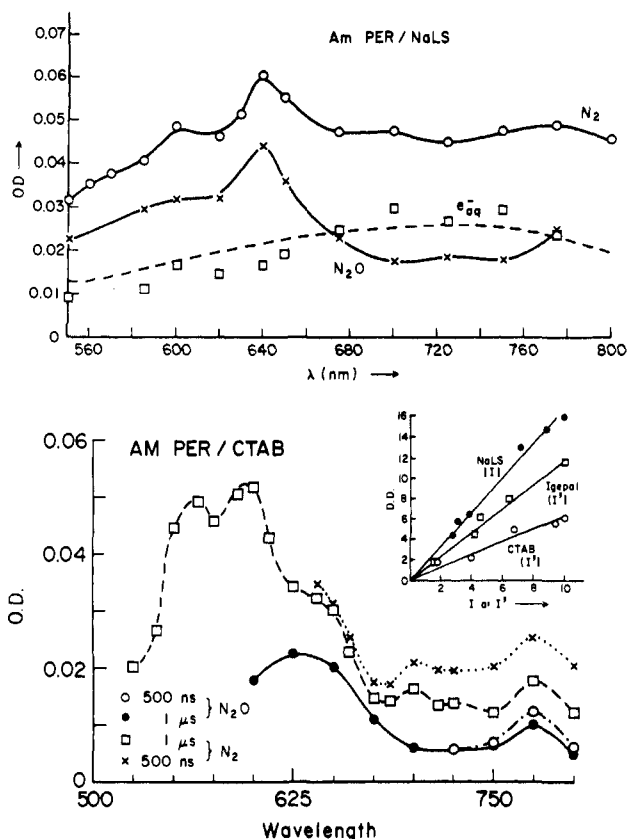 Am PER / NaLS
0.07
0.06
0.05
0.04
0.03
0.02
0.01
0
OD →
N₂
e⁻aq
N₂O
560 600 640 680 720 760 800
λ (nm) →
AM PER / CTAB
0.06
0.04
0.02
0
O.D.
500 ns
1 μs
} N₂O
1 μs
500 ns
} N₂
500 625 750
Wavelength
16
14
12
10
8
6
4
2
0
O.D.
NaLS
[I]
Igepal
(I²)
CTAB
(I²]
2 4 6 8 10
I or I² →